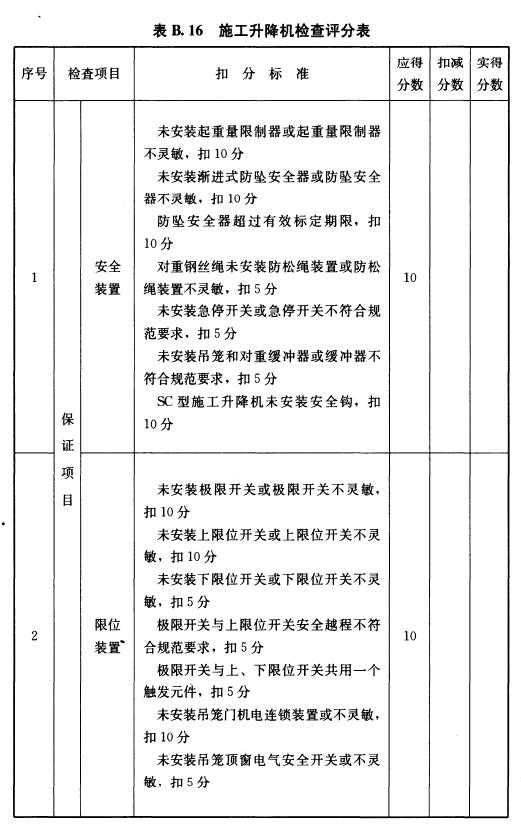 表 B.16 施工升降机检查评分表
序号 检查项目 扣 分 标 准 应得分数 扣减分数 实得分数
1
保证项目
安全
装置
未安装起重量限制器或起重量限制器
不灵敏，扣 10 分
未安装渐进式防坠安全器或防坠安全
器不灵敏，扣 10 分
防坠安全器超过有效标定期限，扣
10 分
对重钢丝绳未安装防松绳装置或防松
绳装置不灵敏，扣 5 分
未安装急停开关或急停开关不符合规
范要求，扣 5 分
未安装吊笼和对重缓冲器或缓冲器不
符合规范要求，扣 5 分
SC 型施工升降机未安装安全钩，扣
10 分
10
2
限位
装置
未安装极限开关或极限开关不灵敏，
扣 10 分
未安装上限位开关或上限位开关不灵
敏，扣 10 分
未安装下限位开关或下限位开关不灵
敏，扣 5 分
极限开关与上限位开关安全越程不符
合规范要求，扣 5 分
极限开关与上、下限位开关共用一个
触发元件，扣 5 分
未安装吊笼门机电连锁装置或不灵敏，
扣 10 分
未安装吊笼顶窗电气安全开关或不灵
敏，扣 5 分
10